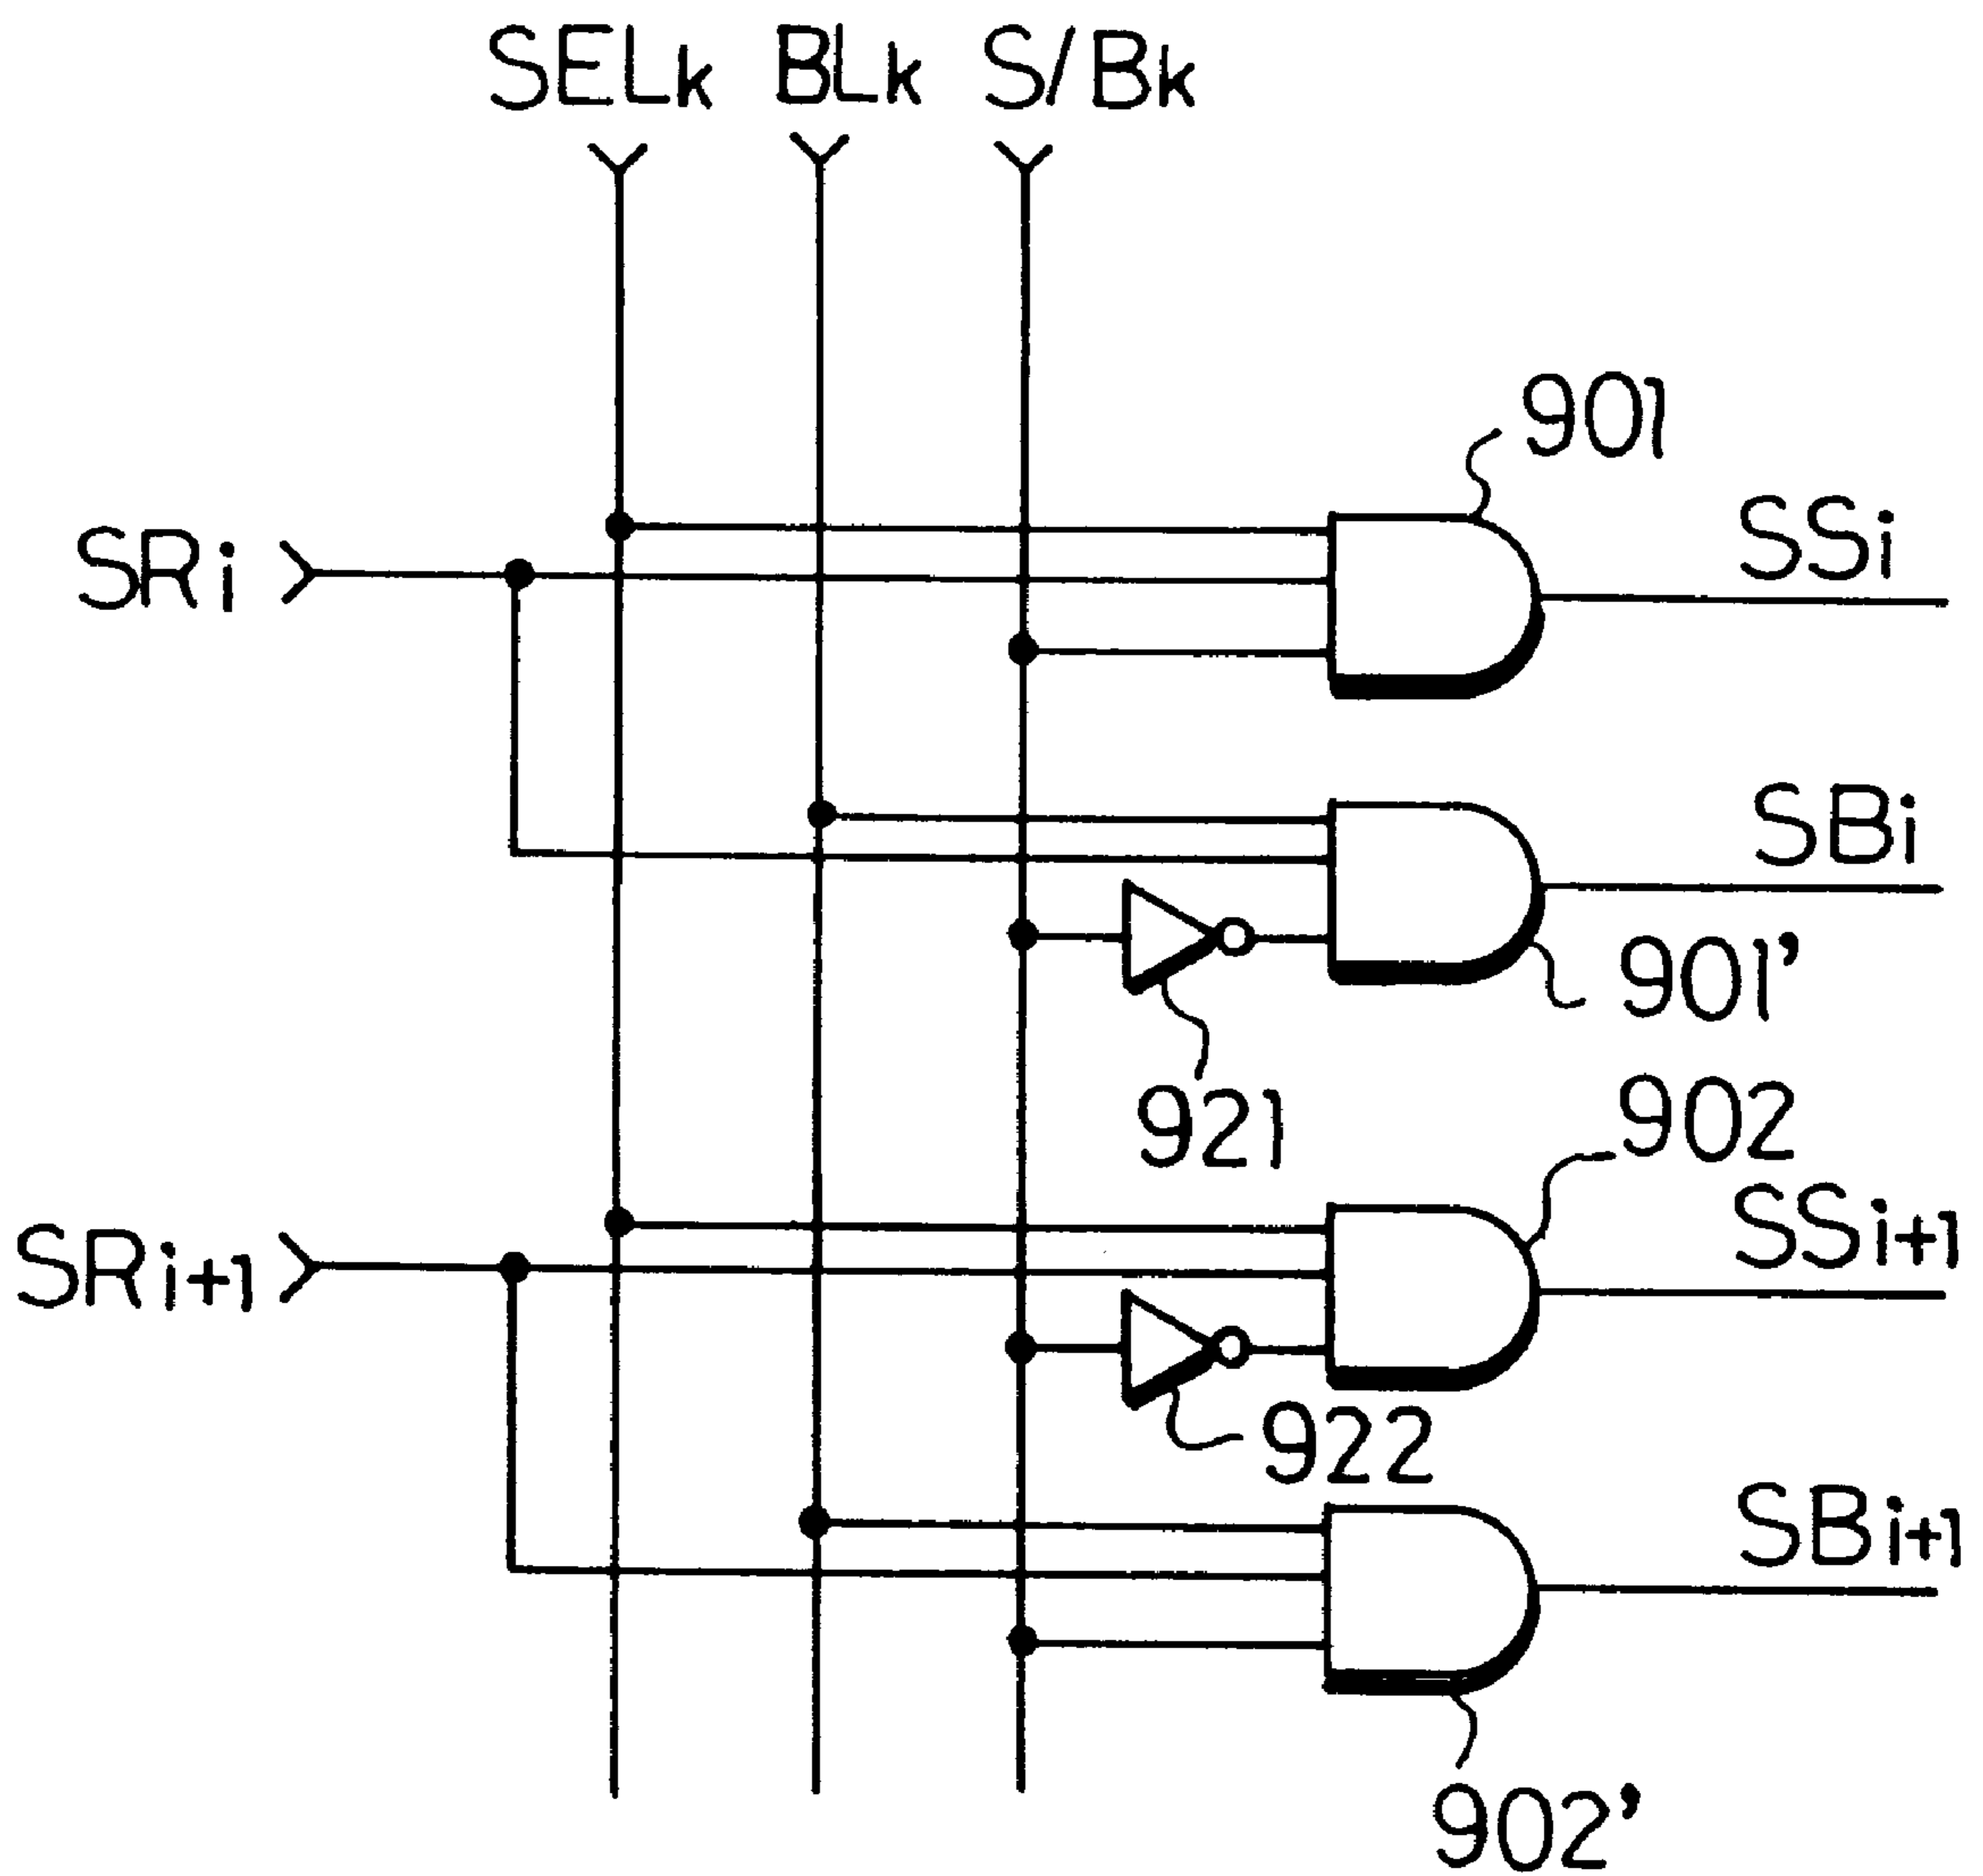 SELk BLk S/Bk
901
SRi
SSi
SBi
901'
921
902
SRi+1
SSi+1
922
SBi+1
902'